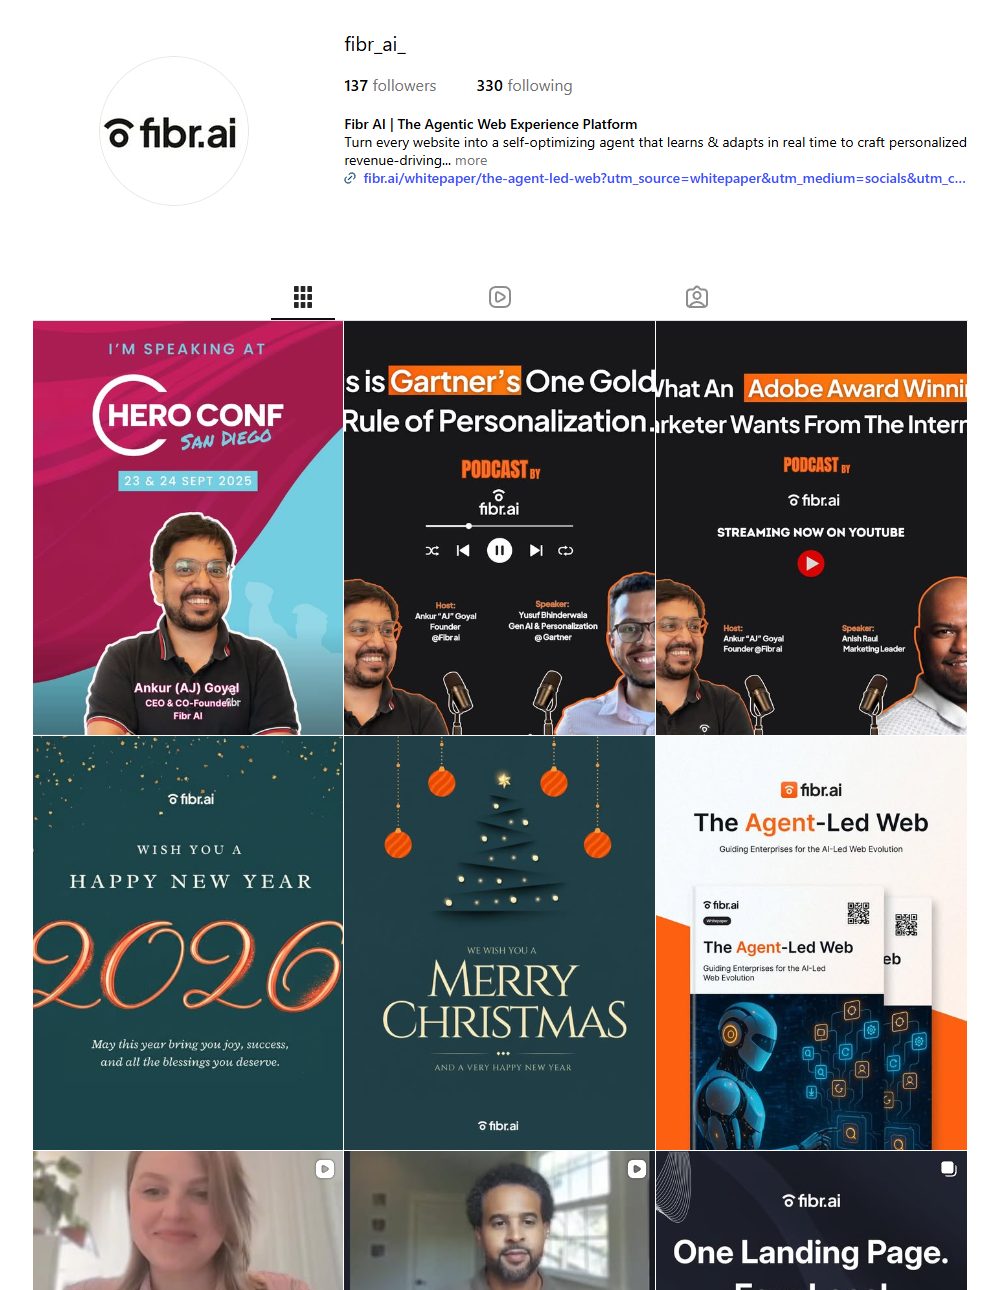 fibr_ai_
137 followers 330 following
fibr.ai
Fibr AI | The Agentic Web Experience Platform
Turn every website into a self-optimizing agent that learns & adapts in real time to craft personalized
revenue-driving... more
fibr.ai/whitepaper/the-agent-led-web?utm_source=whitepaper&utm_medium=socials&utm_c...
I'M SPEAKING AT
HERO CONF
SAN DIEGO
23 & 24 SEPT 2025
Ankur (AJ) Goyal
CEO & CO-Founder
Fibr AI
s is Gartner's One Gold
Rule of Personalization.
PODCAST BY
fibr.ai
Host:
Ankur "AJ" Goyal
Founder
@Fibr ai
Speaker:
Yusuf Bhinderwala
Gen AI & Personalization
@ Gartner
What An Adobe Award Winnin
rketer Wants From The Intern
PODCAST BY
fibr.ai
STREAMING NOW ON YOUTUBE
Host:
Ankur "AJ" Goyal
Founder @Fibr ai
Speaker:
Anish Raul
Marketing Leader
fibr.ai
WISH YOU A
HAPPY NEW YEAR
2026
May this year bring you joy, success,
and all the blessings you deserve.
WE WISH YOU A
MERRY
CHRISTMAS
AND A VERY HAPPY NEW YEAR
fibr.ai
fibr.ai
The Agent-Led Web
Guiding Enterprises for the AI-Led Web Evolution
fibr.ai
Whitepaper
The Agent-Led Web
Guiding Enterprises for the AI-Led
Web Evolution
eb
fibr.ai
One Landing Page.